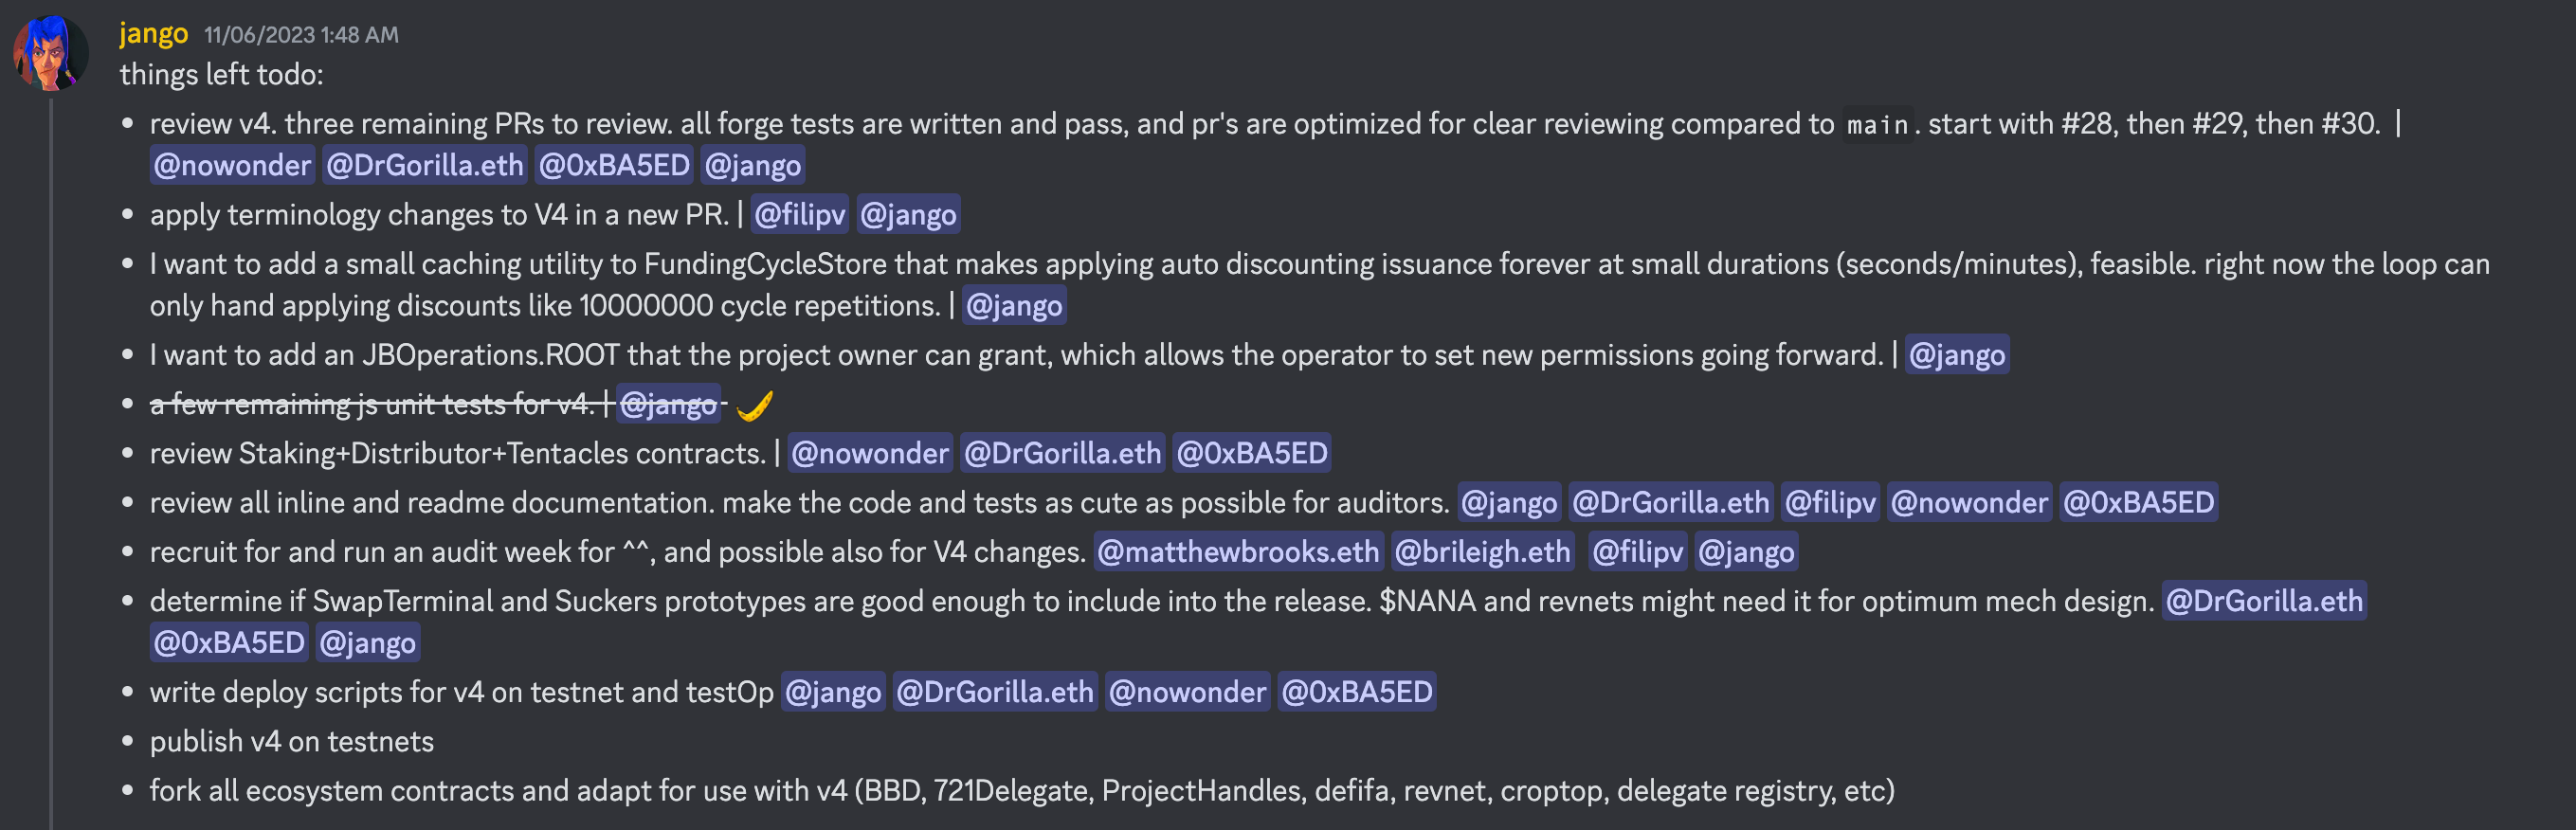 jango 11/06/2023 1:48 AM
things left todo:
• review v4. three remaining PRs to review. all forge tests are written and pass, and pr's are optimized for clear reviewing compared to main. start with #28, then #29, then #30. |
@nowonder @DrGorilla.eth @0xBA5ED @jango
• apply terminology changes to V4 in a new PR. | @filipv @jango
• I want to add a small caching utility to FundingCycleStore that makes applying auto discounting issuance forever at small durations (seconds/minutes), feasible. right now the loop can
only hand applying discounts like 10000000 cycle repetitions. | @jango
• I want to add an JBOperations.ROOT that the project owner can grant, which allows the operator to set new permissions going forward. | @jango
• a few remaining js unit tests for v4. | @jango - 🍌
• review Staking+Distributor+Tentacles contracts. | @nowonder @DrGorilla.eth @0xBA5ED
• review all inline and readme documentation. make the code and tests as cute as possible for auditors. @jango @DrGorilla.eth @filipv @nowonder @0xBA5ED
• recruit for and run an audit week for ^^, and possible also for V4 changes. @matthewbrooks.eth @brileigh.eth @filipv @jango
• determine if SwapTerminal and Suckers prototypes are good enough to include into the release. $NANA and revnets might need it for optimum mech design. @DrGorilla.eth
@0xBA5ED @jango
• write deploy scripts for v4 on testnet and testOp @jango @DrGorilla.eth @nowonder @0xBA5ED
• publish v4 on testnets
• fork all ecosystem contracts and adapt for use with v4 (BBD, 721Delegate, ProjectHandles, defifa, revnet, croptop, delegate registry, etc)